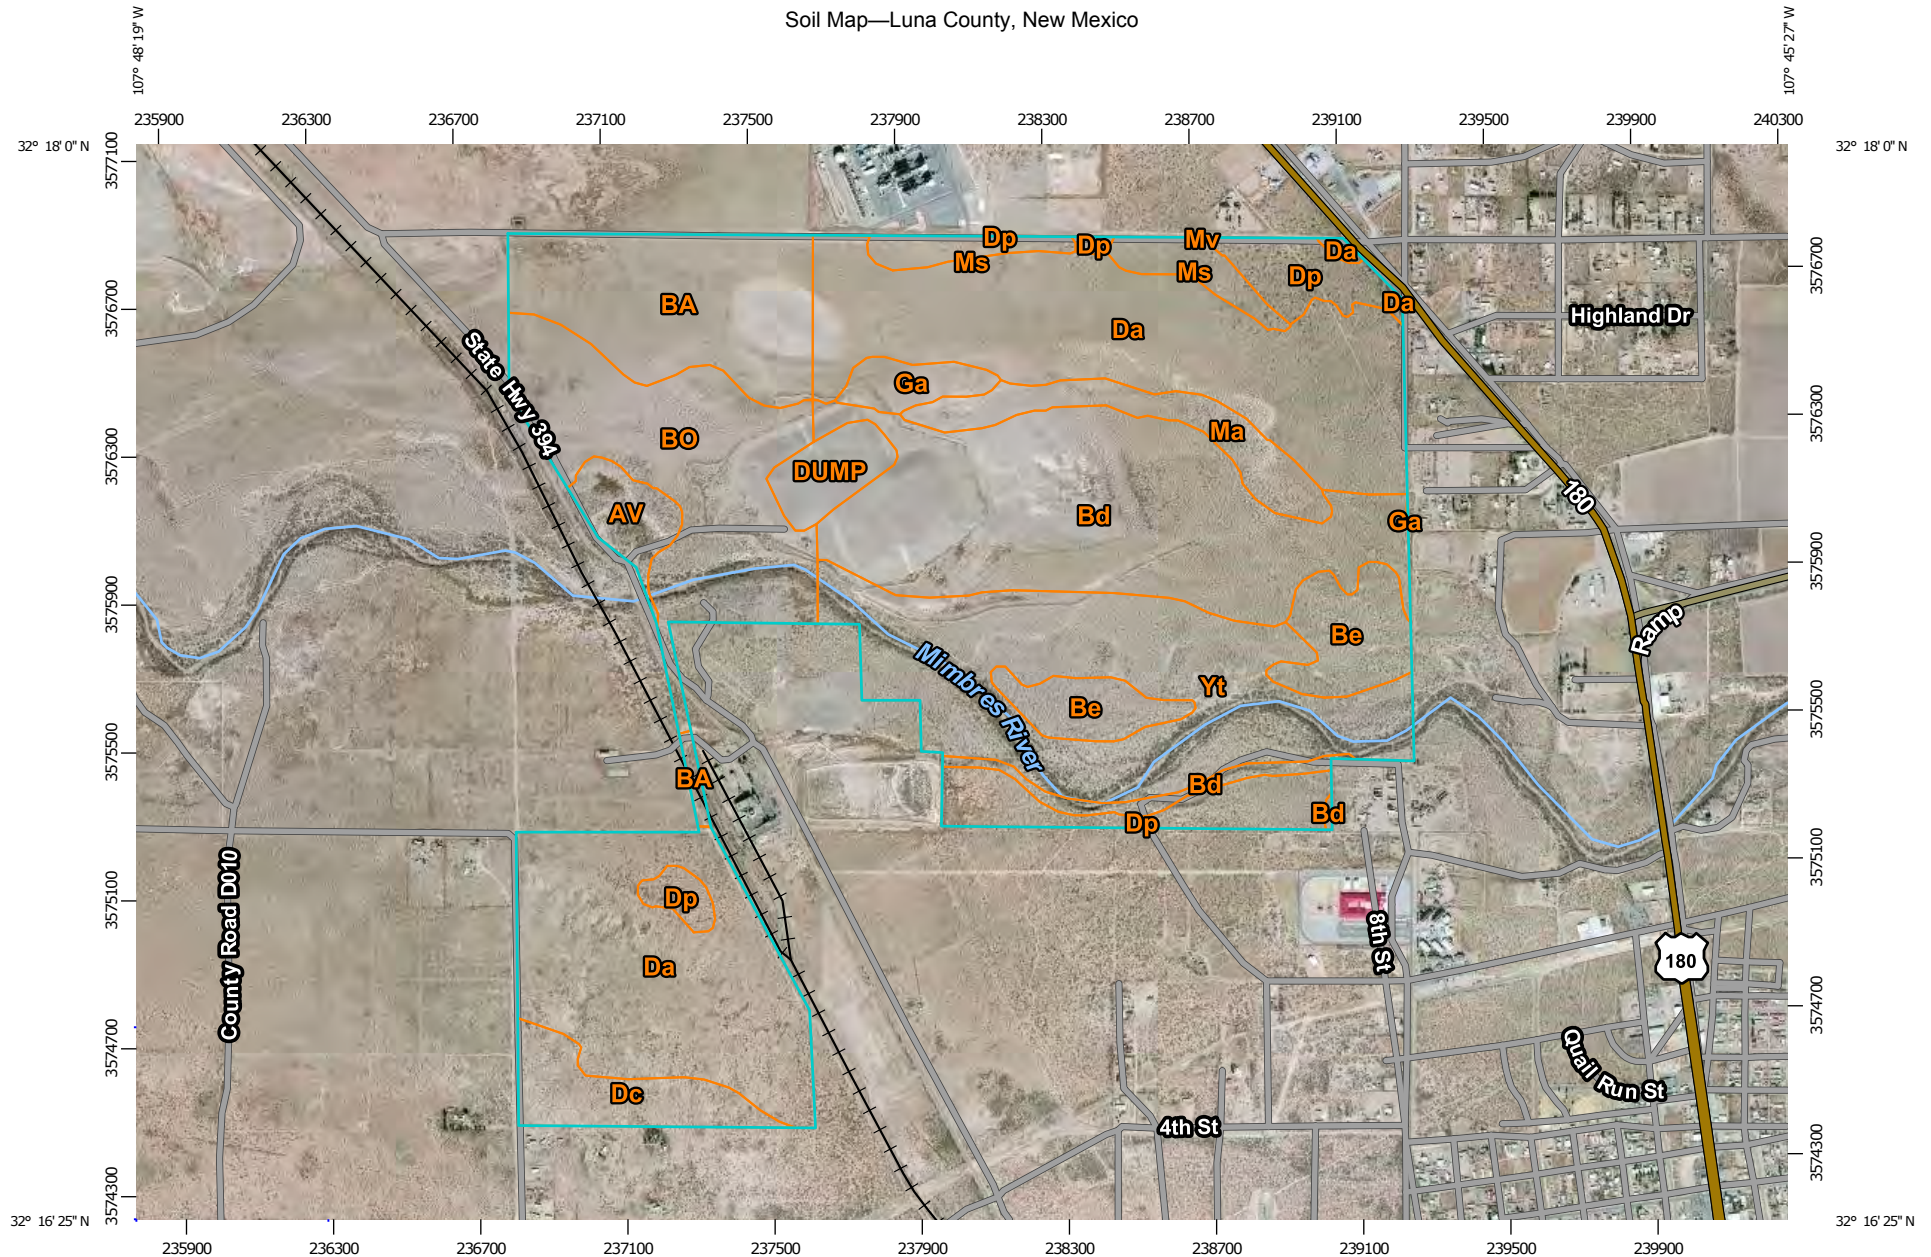 Soil Map—Luna County, New Mexico
107° 48' 19'' W
107° 45' 27'' W
235900 236300 236700 237100 237500 237900 238300 238700 239100 239500 239900 240300
32° 18' 0'' N
32° 18' 0'' N
3577100
3576700
3576300
3575900
3575500
3575100
3574700
3574300
3576700
3576300
3575900
3575500
3575100
3574700
3574300
Dp
Dp
Mv
Da
Ms
Ms
Dp
BA
Da
Da
Highland Dr
State Hwy 394
Ga
BO
Ma
DUMP
AV
Bd
180
Ga
Be
Ramp
Mimbres River
Yt
Be
BA
Bd
Bd
Dp
County Road D010
Dp
8th St
Da
180
Dc
Quail Run St
4th St
32° 16' 25'' N
32° 16' 25'' N
235900 236300 236700 237100 237500 237900 238300 238700 239100 239500 239900